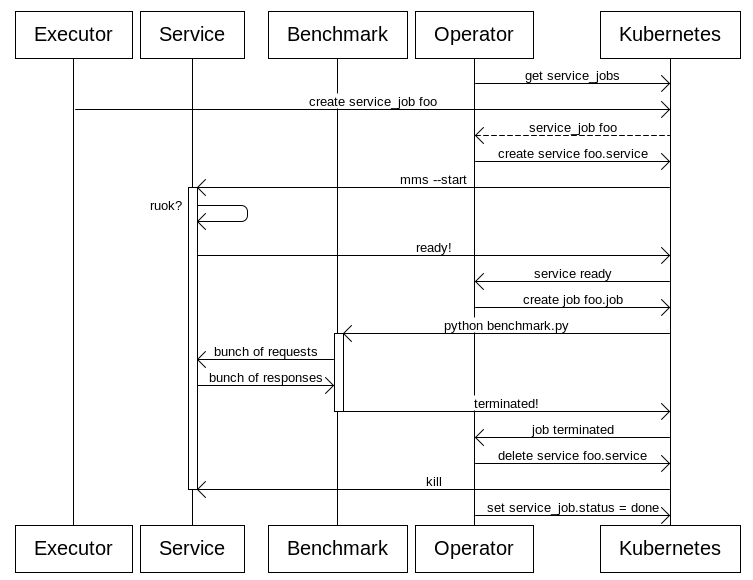 Executor Service Benchmark Operator Kubernetes
get service_jobs
create service_job foo
service_job foo
create service foo.service
mms --start
ruok?
ready!
service ready
create job foo.job
python benchmark.py
bunch of requests
bunch of responses
terminated!
job terminated
delete service foo.service
kill
set service_job.status = done
Executor Service Benchmark Operator Kubernetes